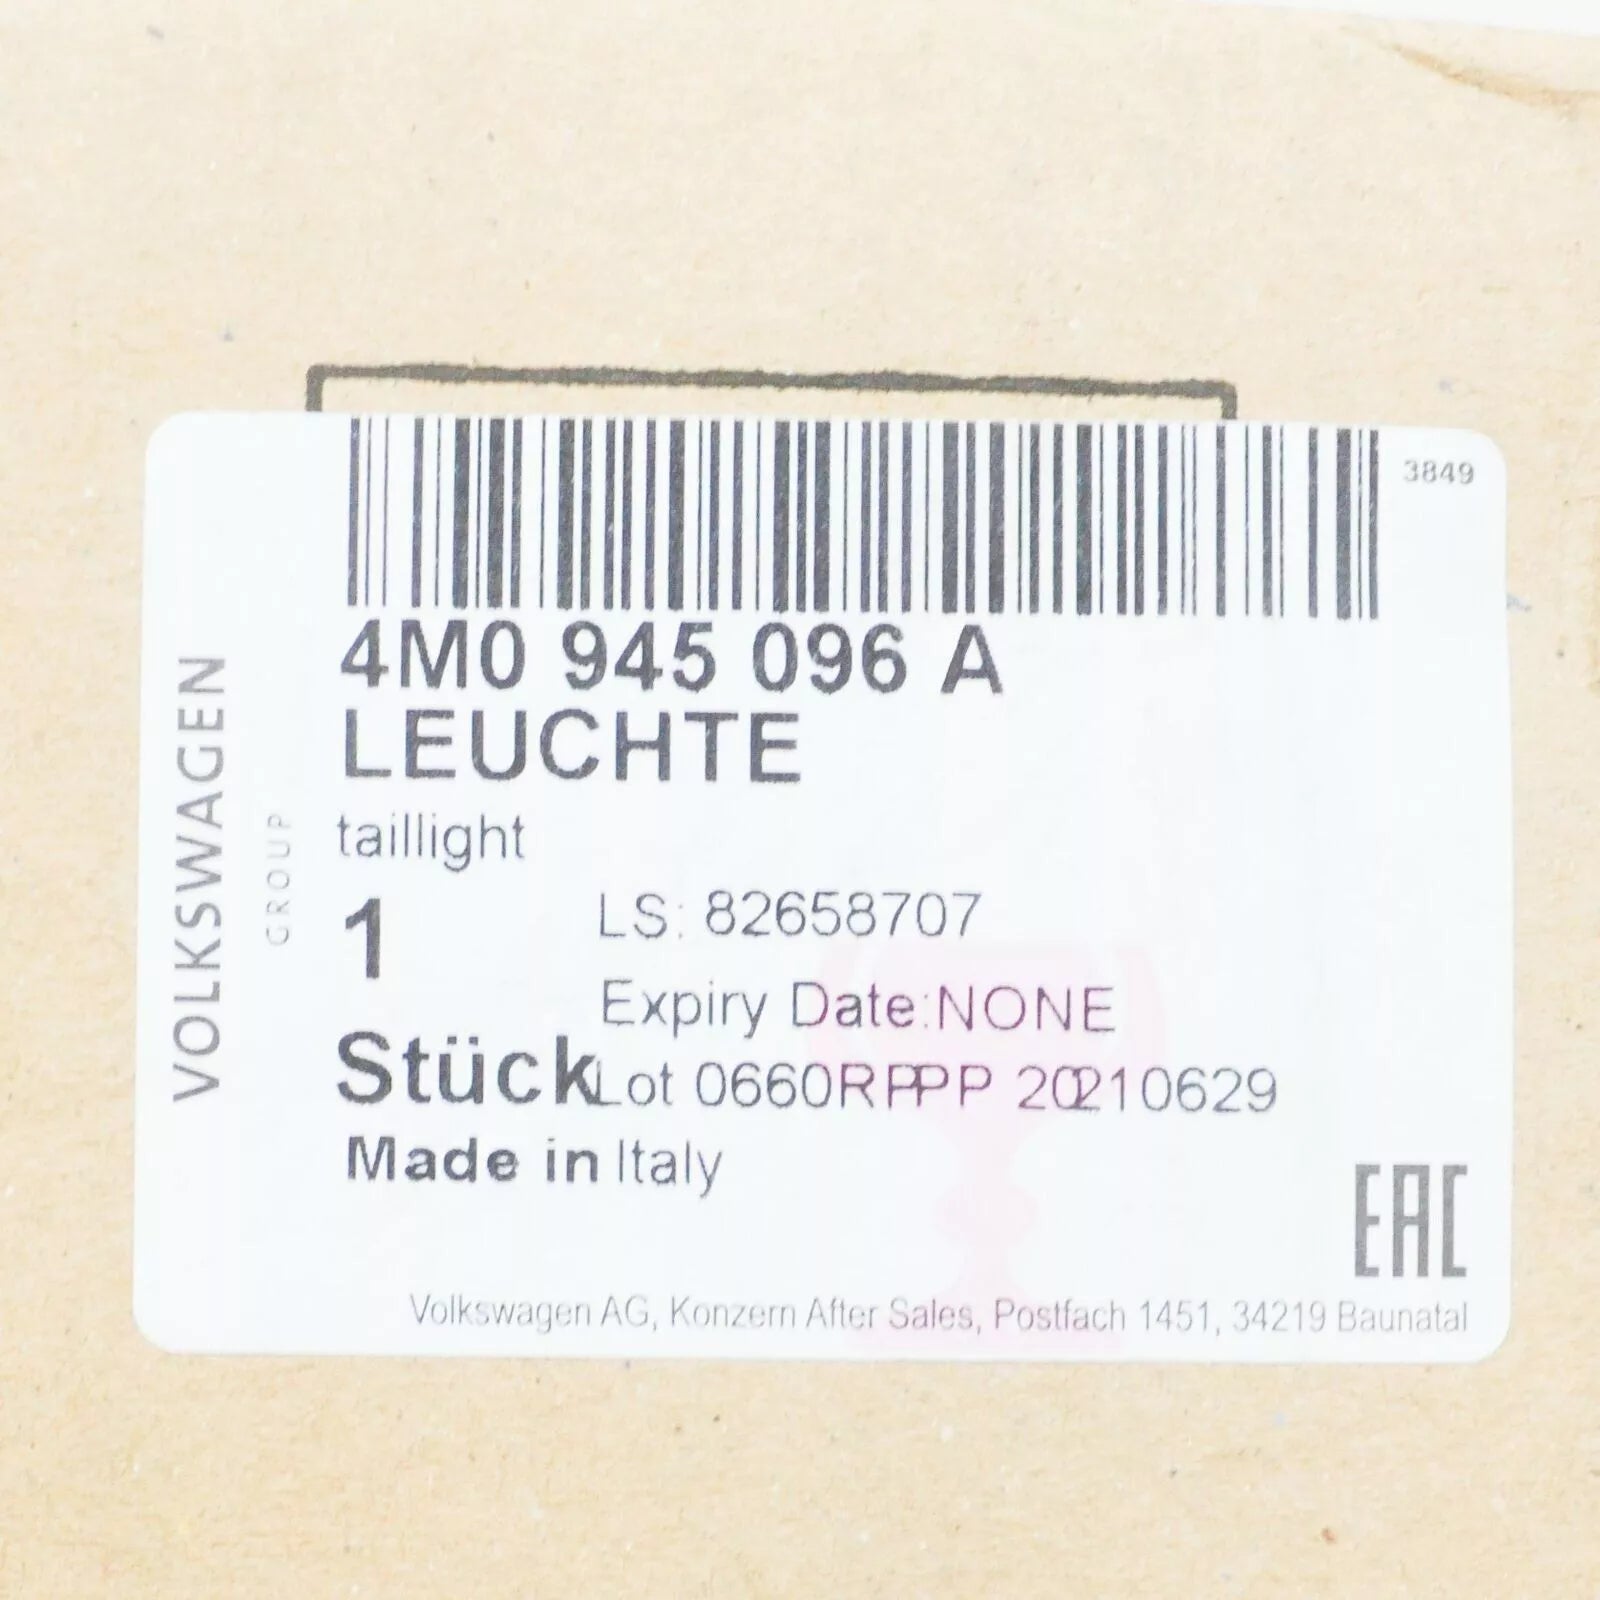 3849
4M0 945 096 A
LEUCHTE
taillight
1
LS: 82658707
Expiry Date:NONE
Stück
Lot 0660RPPP 20210629
Made in Italy
EAC
Volkswagen AG, Konzern After Sales, Postfach 1451, 34219 Baunatal
VOLKSWAGEN
GROUP